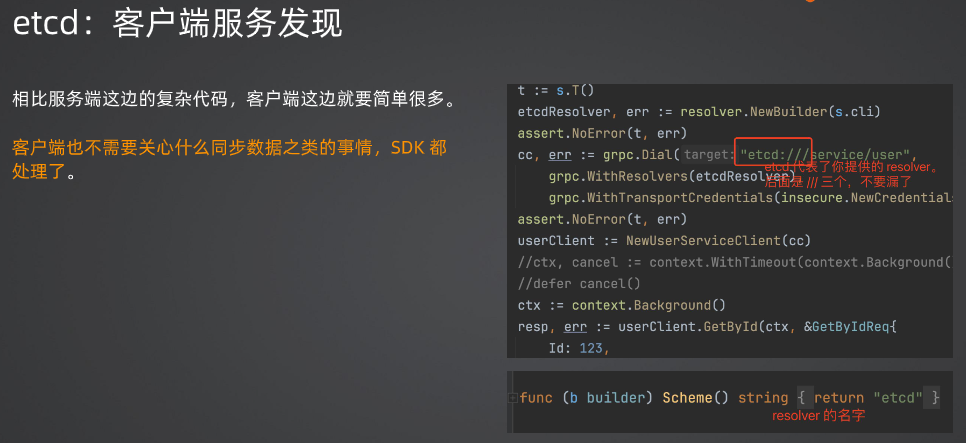 etcd：客户端服务发现
相比服务端这边的复杂代码，客户端这边就要简单很多。
客户端也不需要关心什么同步数据之类的事情，SDK 都
处理了。
t := s.T()
etcdResolver, err := resolver.NewBuilder(s.cli)
assert.NoError(t, err)
cc, err := grpc.Dial( target: "etcd:///service/user",
etcd 代表了你提供的 resolver。
grpc.WithResolvers(etcdResolver),
后面是 /// 三个，不要漏了
grpc.WithTransportCredentials(insecure.NewCredentials
assert.NoError(t, err)
userClient := NewUserServiceClient(cc)
//ctx, cancel := context.WithTimeout(context.Background(
//defer cancel()
ctx := context.Background()
resp, err := userClient.GetById(ctx, &GetByIdReq{
Id: 123,
func (b builder) Scheme() string { return "etcd" }
resolver 的名字